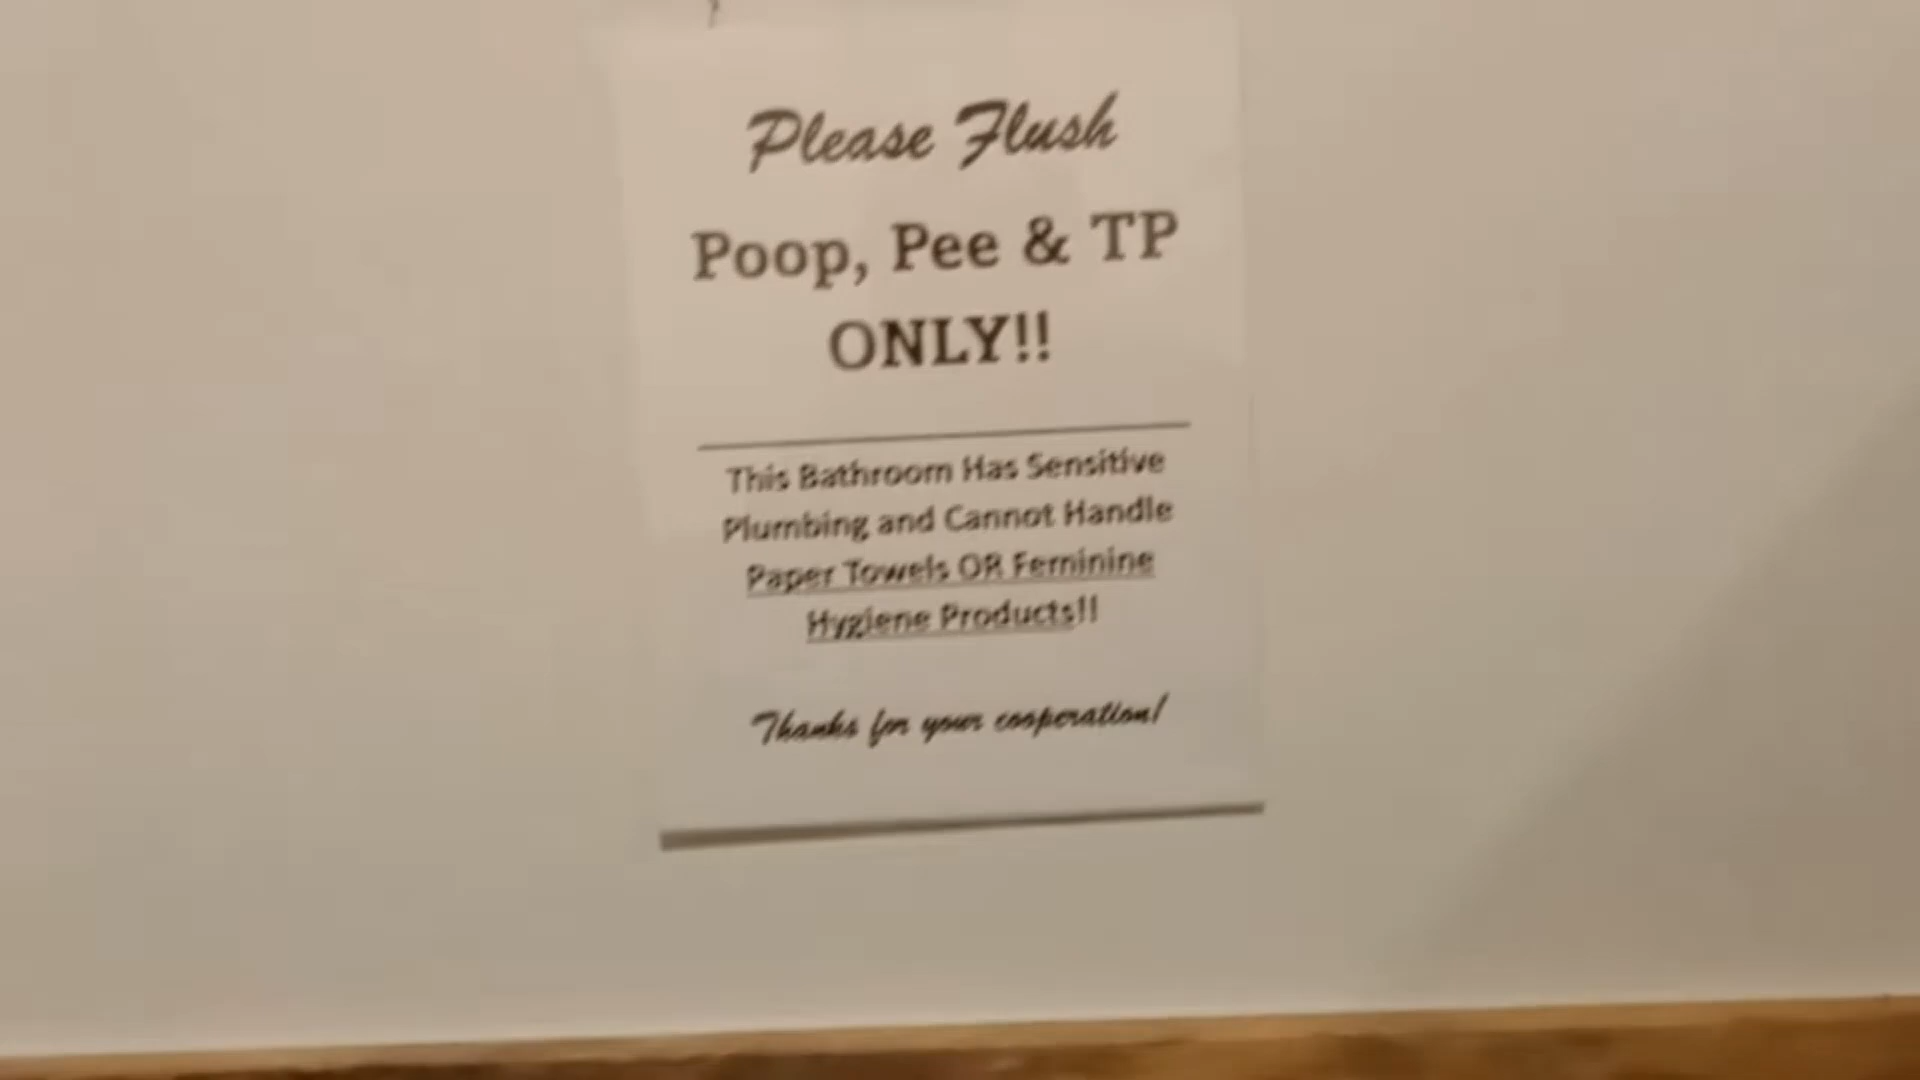 Please Flush
Poop, Pee & TP
ONLY!!
This Bathroom Has Sensitive
Plumbing and Cannot Handle
Paper Towels OR Feminine
Hygiene Products!!
Thanks for your cooperation!